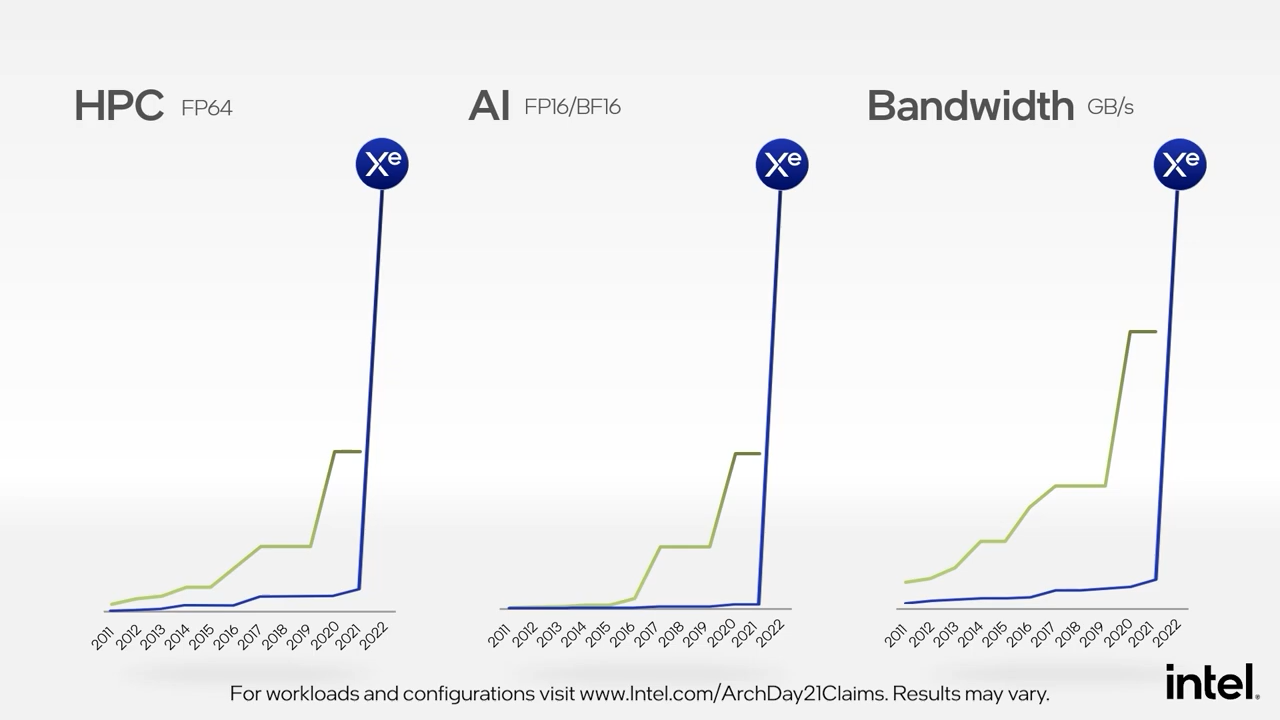 HPC FP64
AI FP16/BF16
Bandwidth GB/s
Xe
Xe
Xe
2011 2012 2013 2014 2015 2016 2017 2018 2019 2020 2021 2022
2011 2012 2013 2014 2015 2016 2017 2018 2019 2020 2021 2022
2011 2012 2013 2014 2015 2016 2017 2018 2019 2020 2021 2022
For workloads and configurations visit www.Intel.com/ArchDay21Claims. Results may vary.
intel.